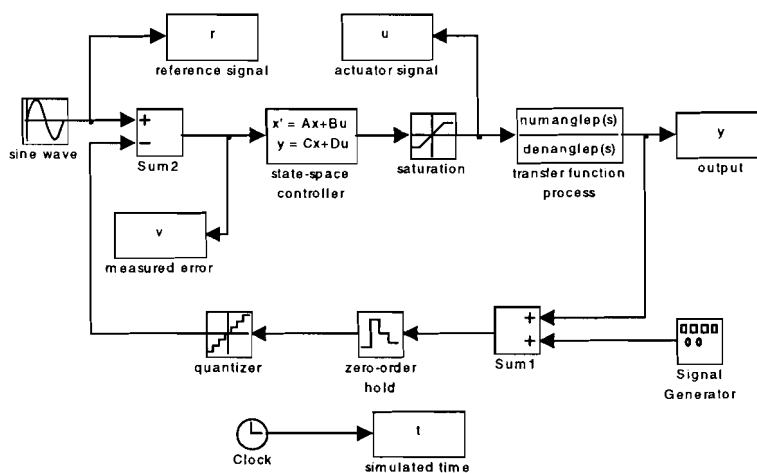 r
reference signal
u
actuator signal
sine wave
+
−
Sum2
x' = Ax+Bu
y = Cx+Du
state-space
controller
saturation
numanglep(s)
denanglep(s)
transfer function
process
y
output
v
measured error
quantizer
zero-order
hold
+
+
Sum1
Signal
Generator
Clock
t
simulated time